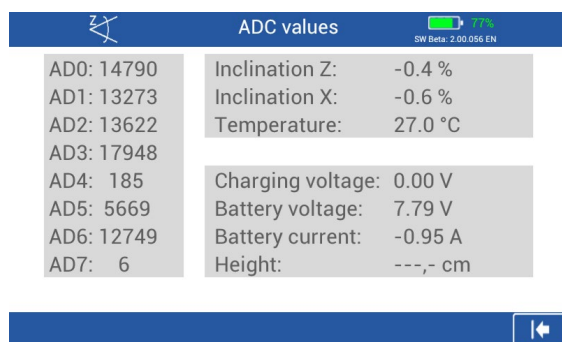 Z
ADC values
77%
SW Beta: 2.00.056 EN
AD0: 14790
AD1: 13273
AD2: 13622
AD3: 17948
AD4: 185
AD5: 5669
AD6: 12749
AD7: 6
Inclination Z: -0.4 %
Inclination X: -0.6 %
Temperature: 27.0 °C
Charging voltage: 0.00 V
Battery voltage: 7.79 V
Battery current: -0.95 A
Height: ---,- cm